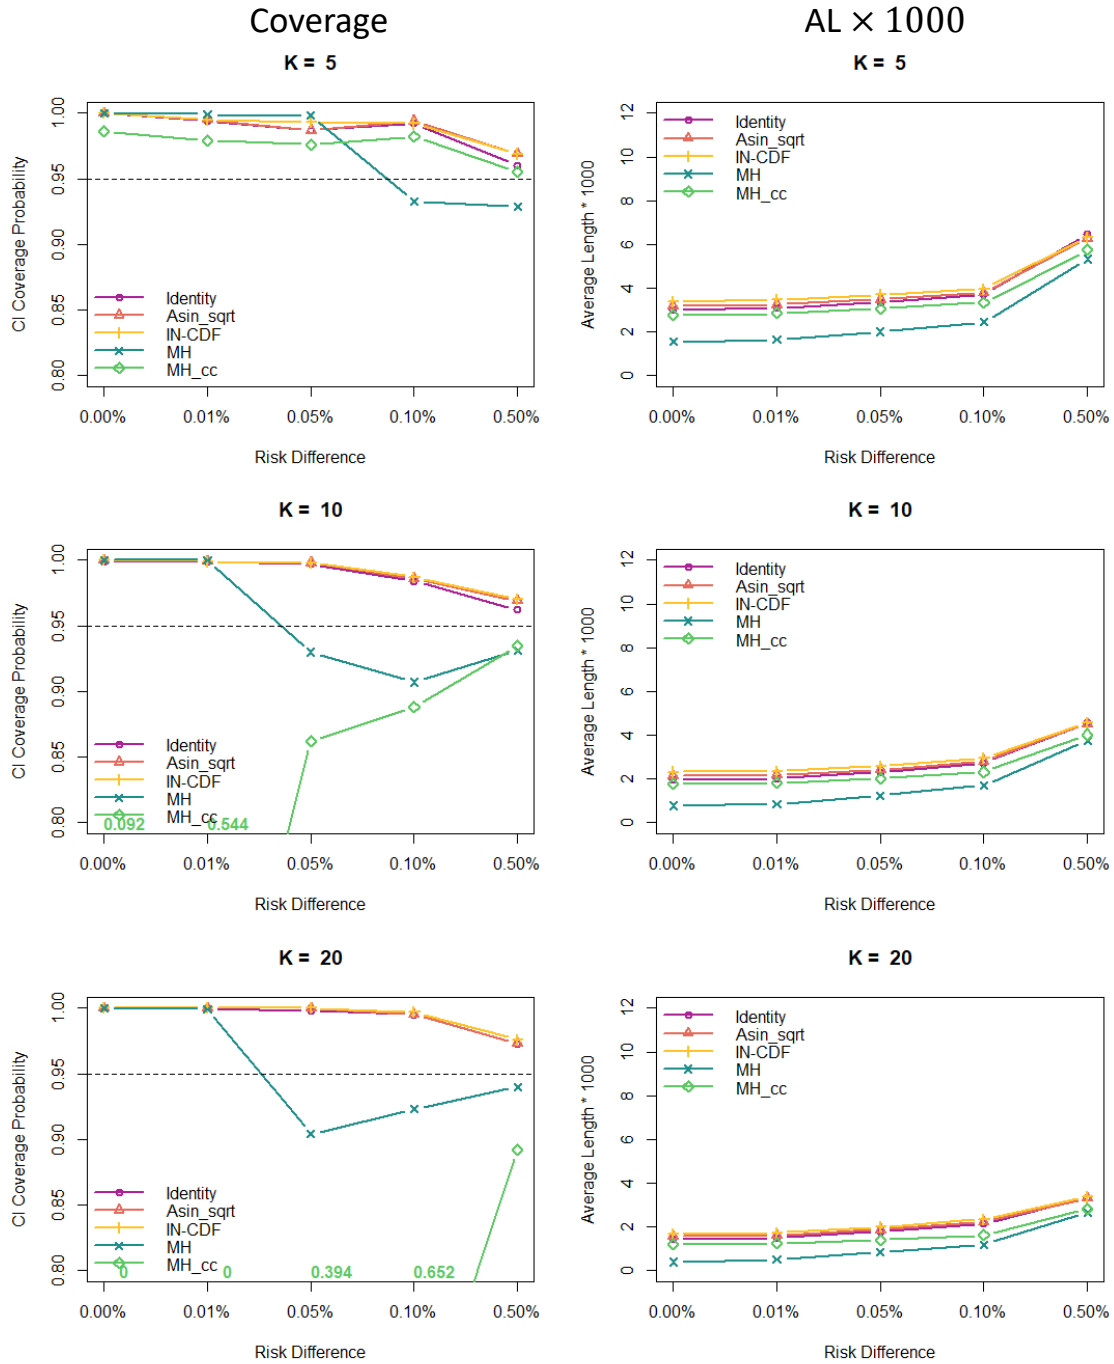 Coverage
AL × 1000
K = 5
K = 5
CI Coverage Probability
1.00
0.95
0.90
0.85
0.80
Identity
Asin_sqrt
IN-CDF
MH
MH_cc
0.00% 0.01% 0.05% 0.10% 0.50%
Risk Difference
Average Length * 1000
12
10
8
6
4
2
0
Identity
Asin_sqrt
IN-CDF
MH
MH_cc
0.00% 0.01% 0.05% 0.10% 0.50%
Risk Difference
K = 10
K = 10
CI Coverage Probability
1.00
0.95
0.90
0.85
0.80
Identity
Asin_sqrt
IN-CDF
MH
MH_cc
0.092 0.544
0.00% 0.01% 0.05% 0.10% 0.50%
Risk Difference
Average Length * 1000
12
10
8
6
4
2
0
Identity
Asin_sqrt
IN-CDF
MH
MH_cc
0.00% 0.01% 0.05% 0.10% 0.50%
Risk Difference
K = 20
K = 20
CI Coverage Probability
1.00
0.95
0.90
0.85
0.80
Identity
Asin_sqrt
IN-CDF
MH
MH_cc
0 0 0.394 0.652
0.00% 0.01% 0.05% 0.10% 0.50%
Risk Difference
Average Length * 1000
12
10
8
6
4
2
0
Identity
Asin_sqrt
IN-CDF
MH
MH_cc
0.00% 0.01% 0.05% 0.10% 0.50%
Risk Difference